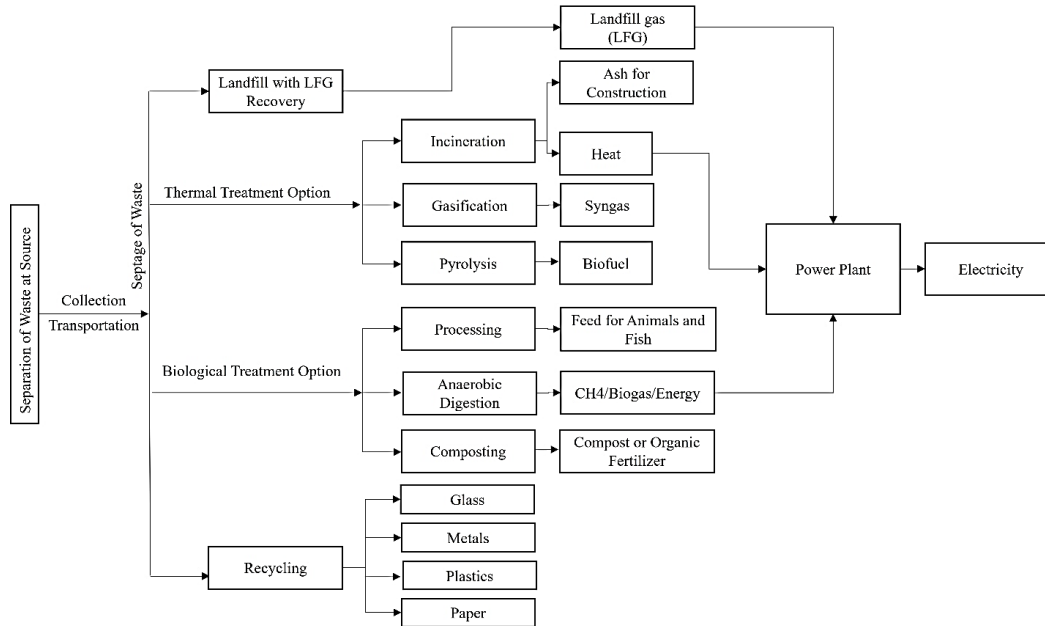 Landfill gas
(LFG)
Landfill with LFG
Recovery
Ash for
Construction
Incineration
Heat
Thermal Treatment Option
Gasification
Syngas
Pyrolysis
Biofuel
Separation of Waste at Source
Collection
Transportation
Septage of Waste
Power Plant
Electricity
Processing
Feed for Animals and
Fish
Biological Treatment Option
Anaerobic
Digestion
CH4/Biogas/Energy
Composting
Compost or Organic
Fertilizer
Glass
Metals
Recycling
Plastics
Paper